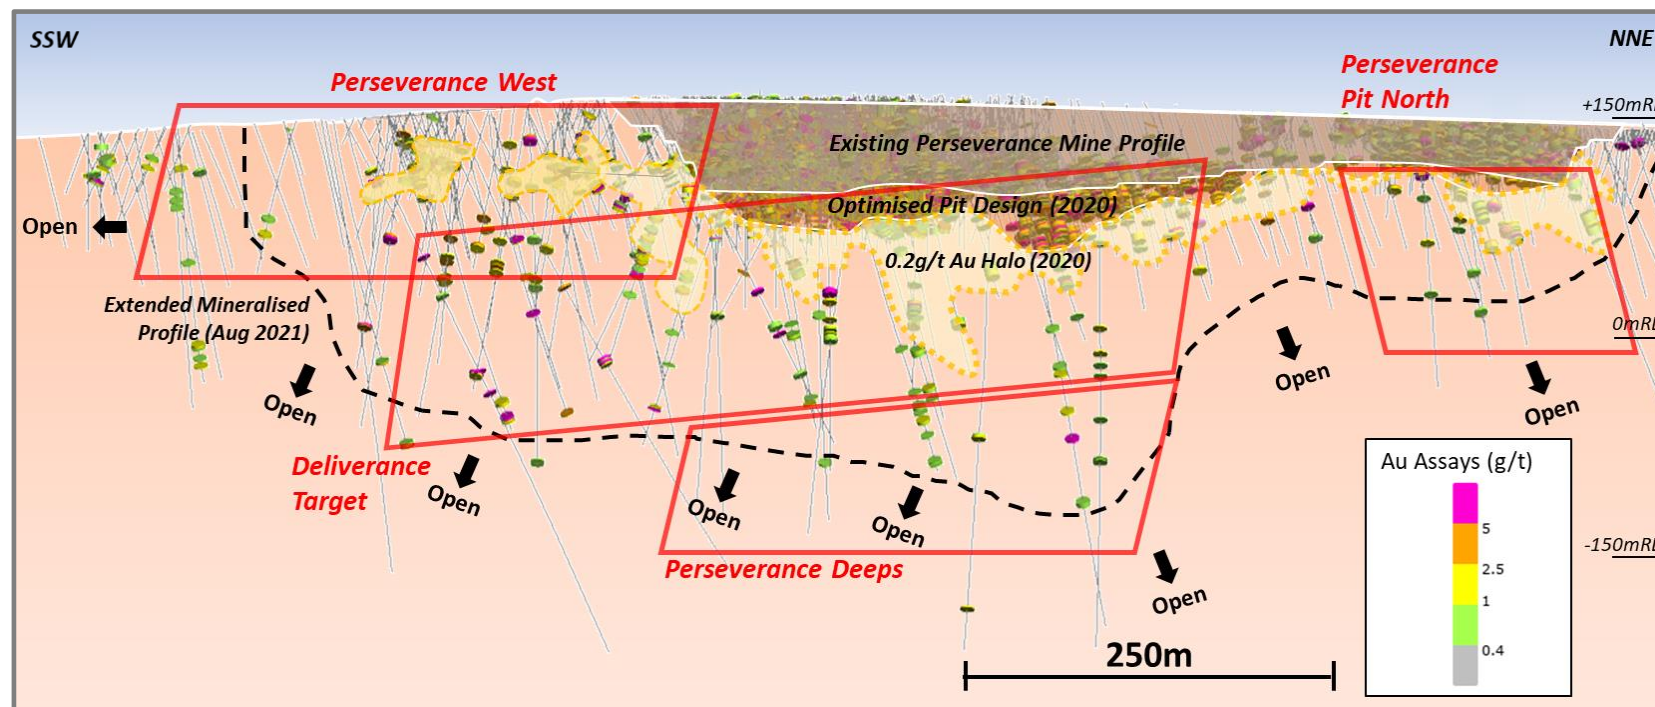 SSW
NNE
Perseverance West
Perseverance
Pit North
+150mRL
Existing Perseverance Mine Profile
Optimised Pit Design (2020)
Open
0.2g/t Au Halo (2020)
Extended Mineralised
Profile (Aug 2021)
0mRL
Open
Open
Open
Deliverance
Target
Open
Open
Open
Perseverance Deeps
Open
-150mRL
Au Assays (g/t)
5
2.5
1
0.4
250m